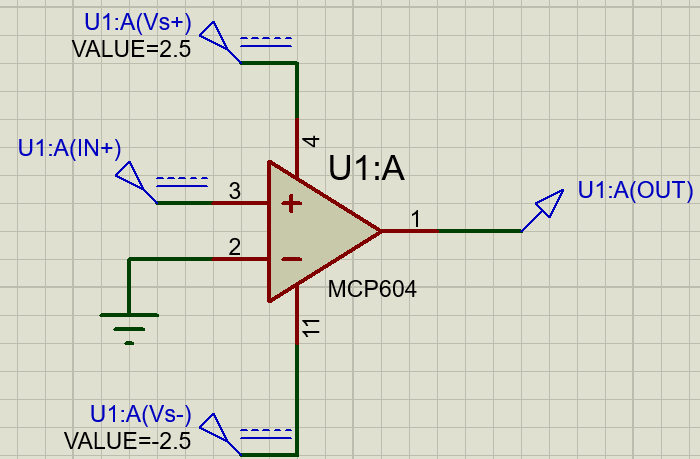 U1:A(Vs+)
VALUE=2.5
4
U1:A
U1:A(IN+)
3
+
1
U1:A(OUT)
2
−
MCP604
11
U1:A(Vs-)
VALUE=-2.5